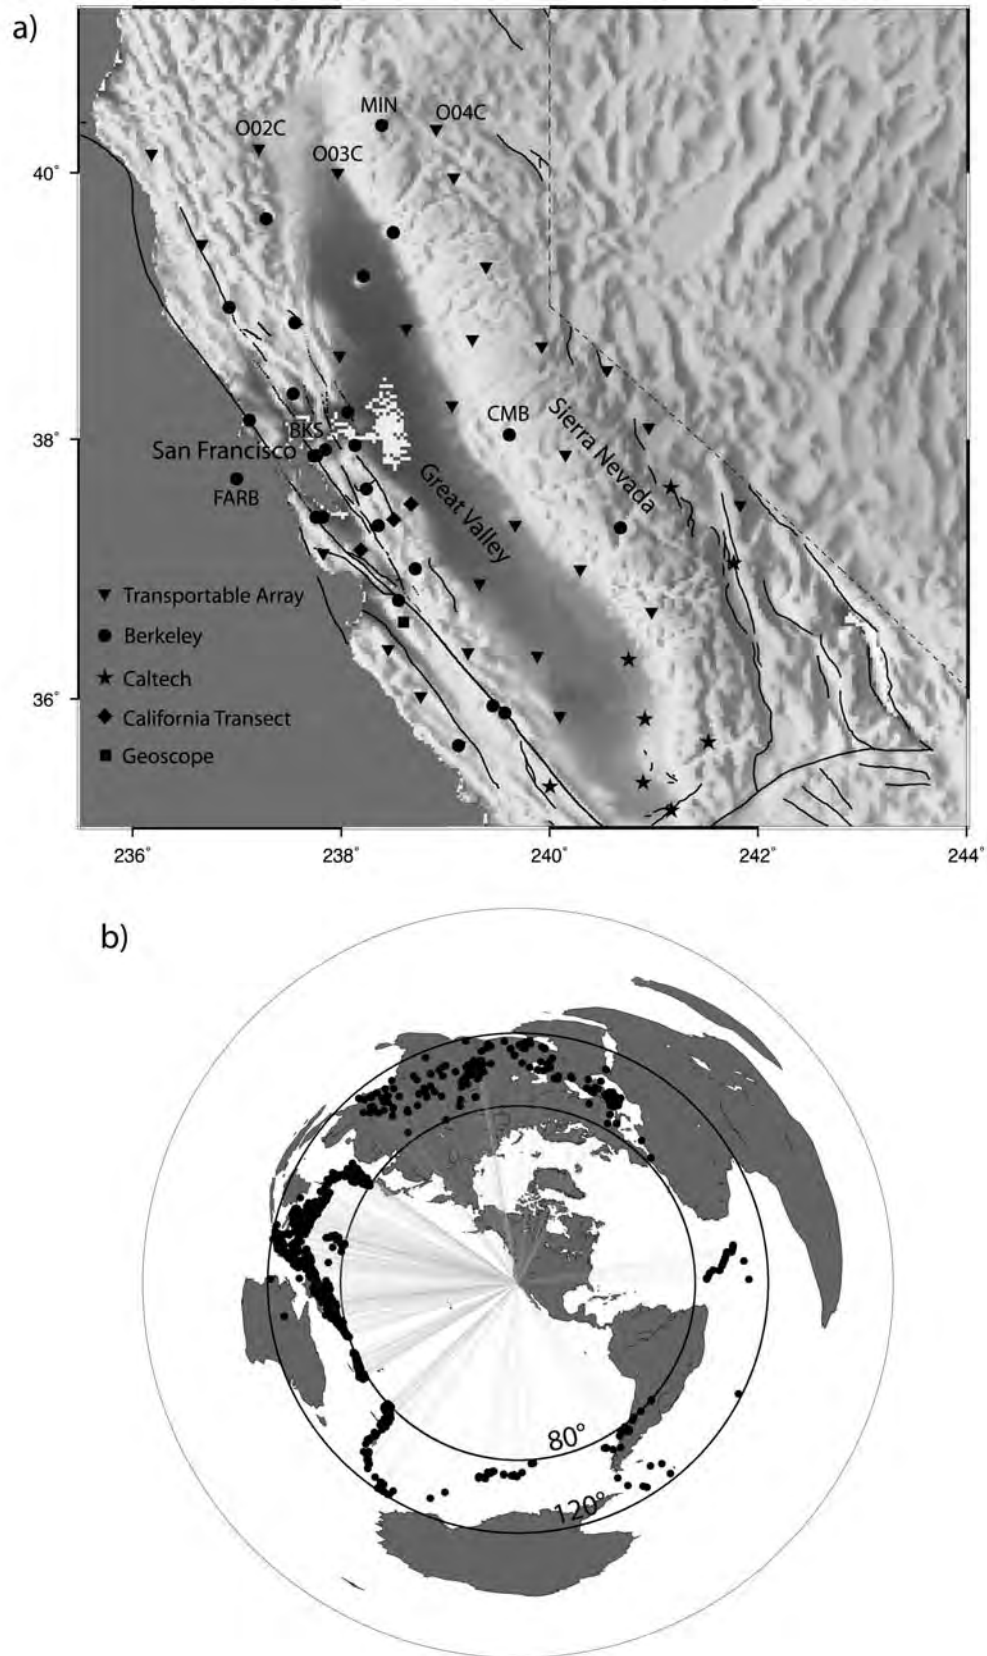 a)
MIN
O04C
O02C
O03C
40°
CMB
Sierra Nevada
38°
BKS
San Francisco
FARB
Great Valley
Transportable Array
Berkeley
Caltech
California Transect
Geoscope
36°
236°
238°
240°
242°
244°
b)
80°
120°